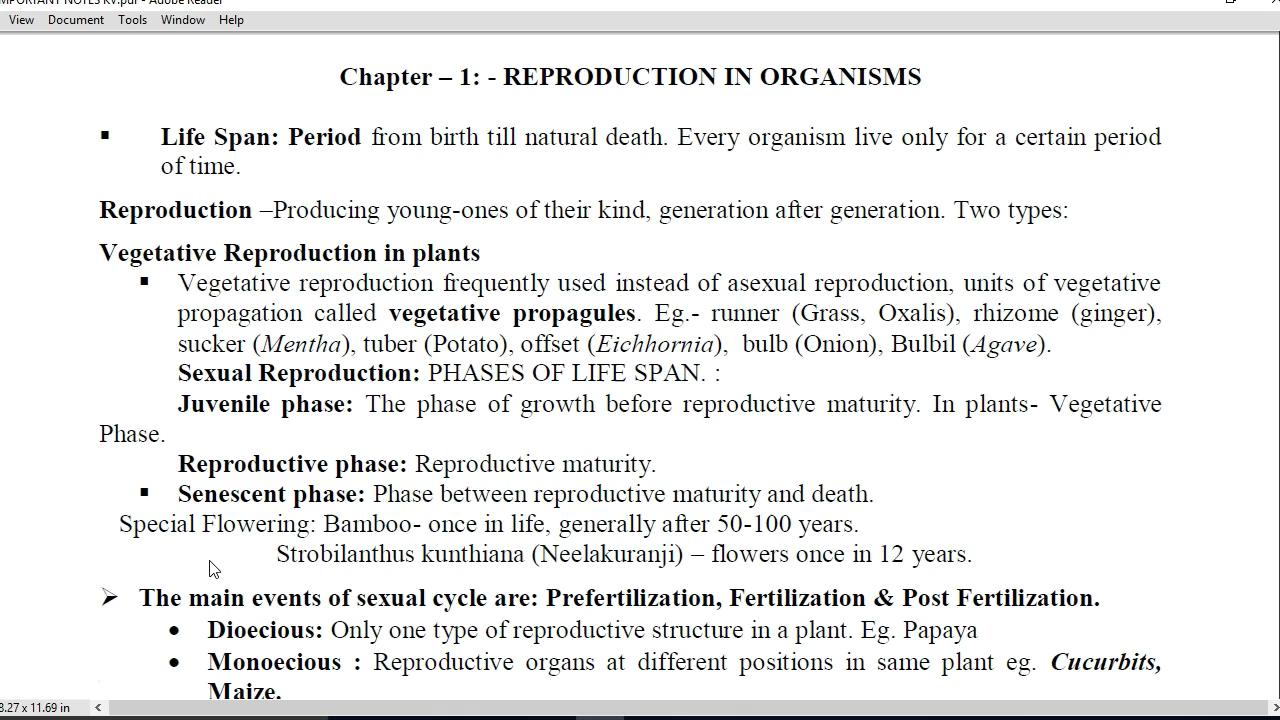 View Document Tools Window Help
Chapter – 1: - REPRODUCTION IN ORGANISMS
▪ Life Span: Period from birth till natural death. Every organism live only for a certain period
of time.
Reproduction –Producing young-ones of their kind, generation after generation. Two types:
Vegetative Reproduction in plants
▪ Vegetative reproduction frequently used instead of asexual reproduction, units of vegetative
propagation called vegetative propagules. Eg.- runner (Grass, Oxalis), rhizome (ginger),
sucker (Mentha), tuber (Potato), offset (Eichhornia), bulb (Onion), Bulbil (Agave).
Sexual Reproduction: PHASES OF LIFE SPAN. :
Juvenile phase: The phase of growth before reproductive maturity. In plants- Vegetative
Phase.
Reproductive phase: Reproductive maturity.
▪ Senescent phase: Phase between reproductive maturity and death.
Special Flowering: Bamboo- once in life, generally after 50-100 years.
Strobilanthus kunthiana (Neelakuranji) – flowers once in 12 years.
➢ The main events of sexual cycle are: Prefertilization, Fertilization & Post Fertilization.
• Dioecious: Only one type of reproductive structure in a plant. Eg. Papaya
• Monoecious : Reproductive organs at different positions in same plant eg. Cucurbits,
Maize.
8.27 x 11.69 in